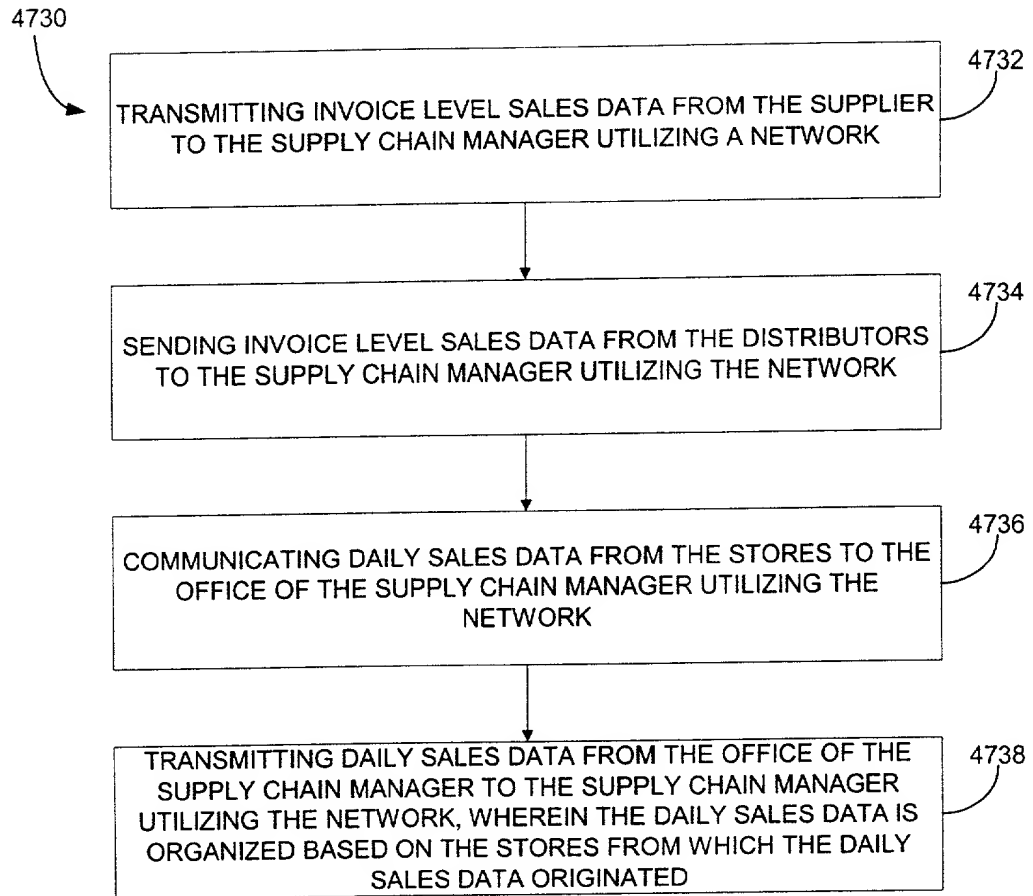 4730
4732
TRANSMITTING INVOICE LEVEL SALES DATA FROM THE SUPPLIER
TO THE SUPPLY CHAIN MANAGER UTILIZING A NETWORK
4734
SENDING INVOICE LEVEL SALES DATA FROM THE DISTRIBUTORS
TO THE SUPPLY CHAIN MANAGER UTILIZING THE NETWORK
4736
COMMUNICATING DAILY SALES DATA FROM THE STORES TO THE
OFFICE OF THE SUPPLY CHAIN MANAGER UTILIZING THE
NETWORK
4738
TRANSMITTING DAILY SALES DATA FROM THE OFFICE OF THE
SUPPLY CHAIN MANAGER TO THE SUPPLY CHAIN MANAGER
UTILIZING THE NETWORK, WHEREIN THE DAILY SALES DATA IS
ORGANIZED BASED ON THE STORES FROM WHICH THE DAILY
SALES DATA ORIGINATED